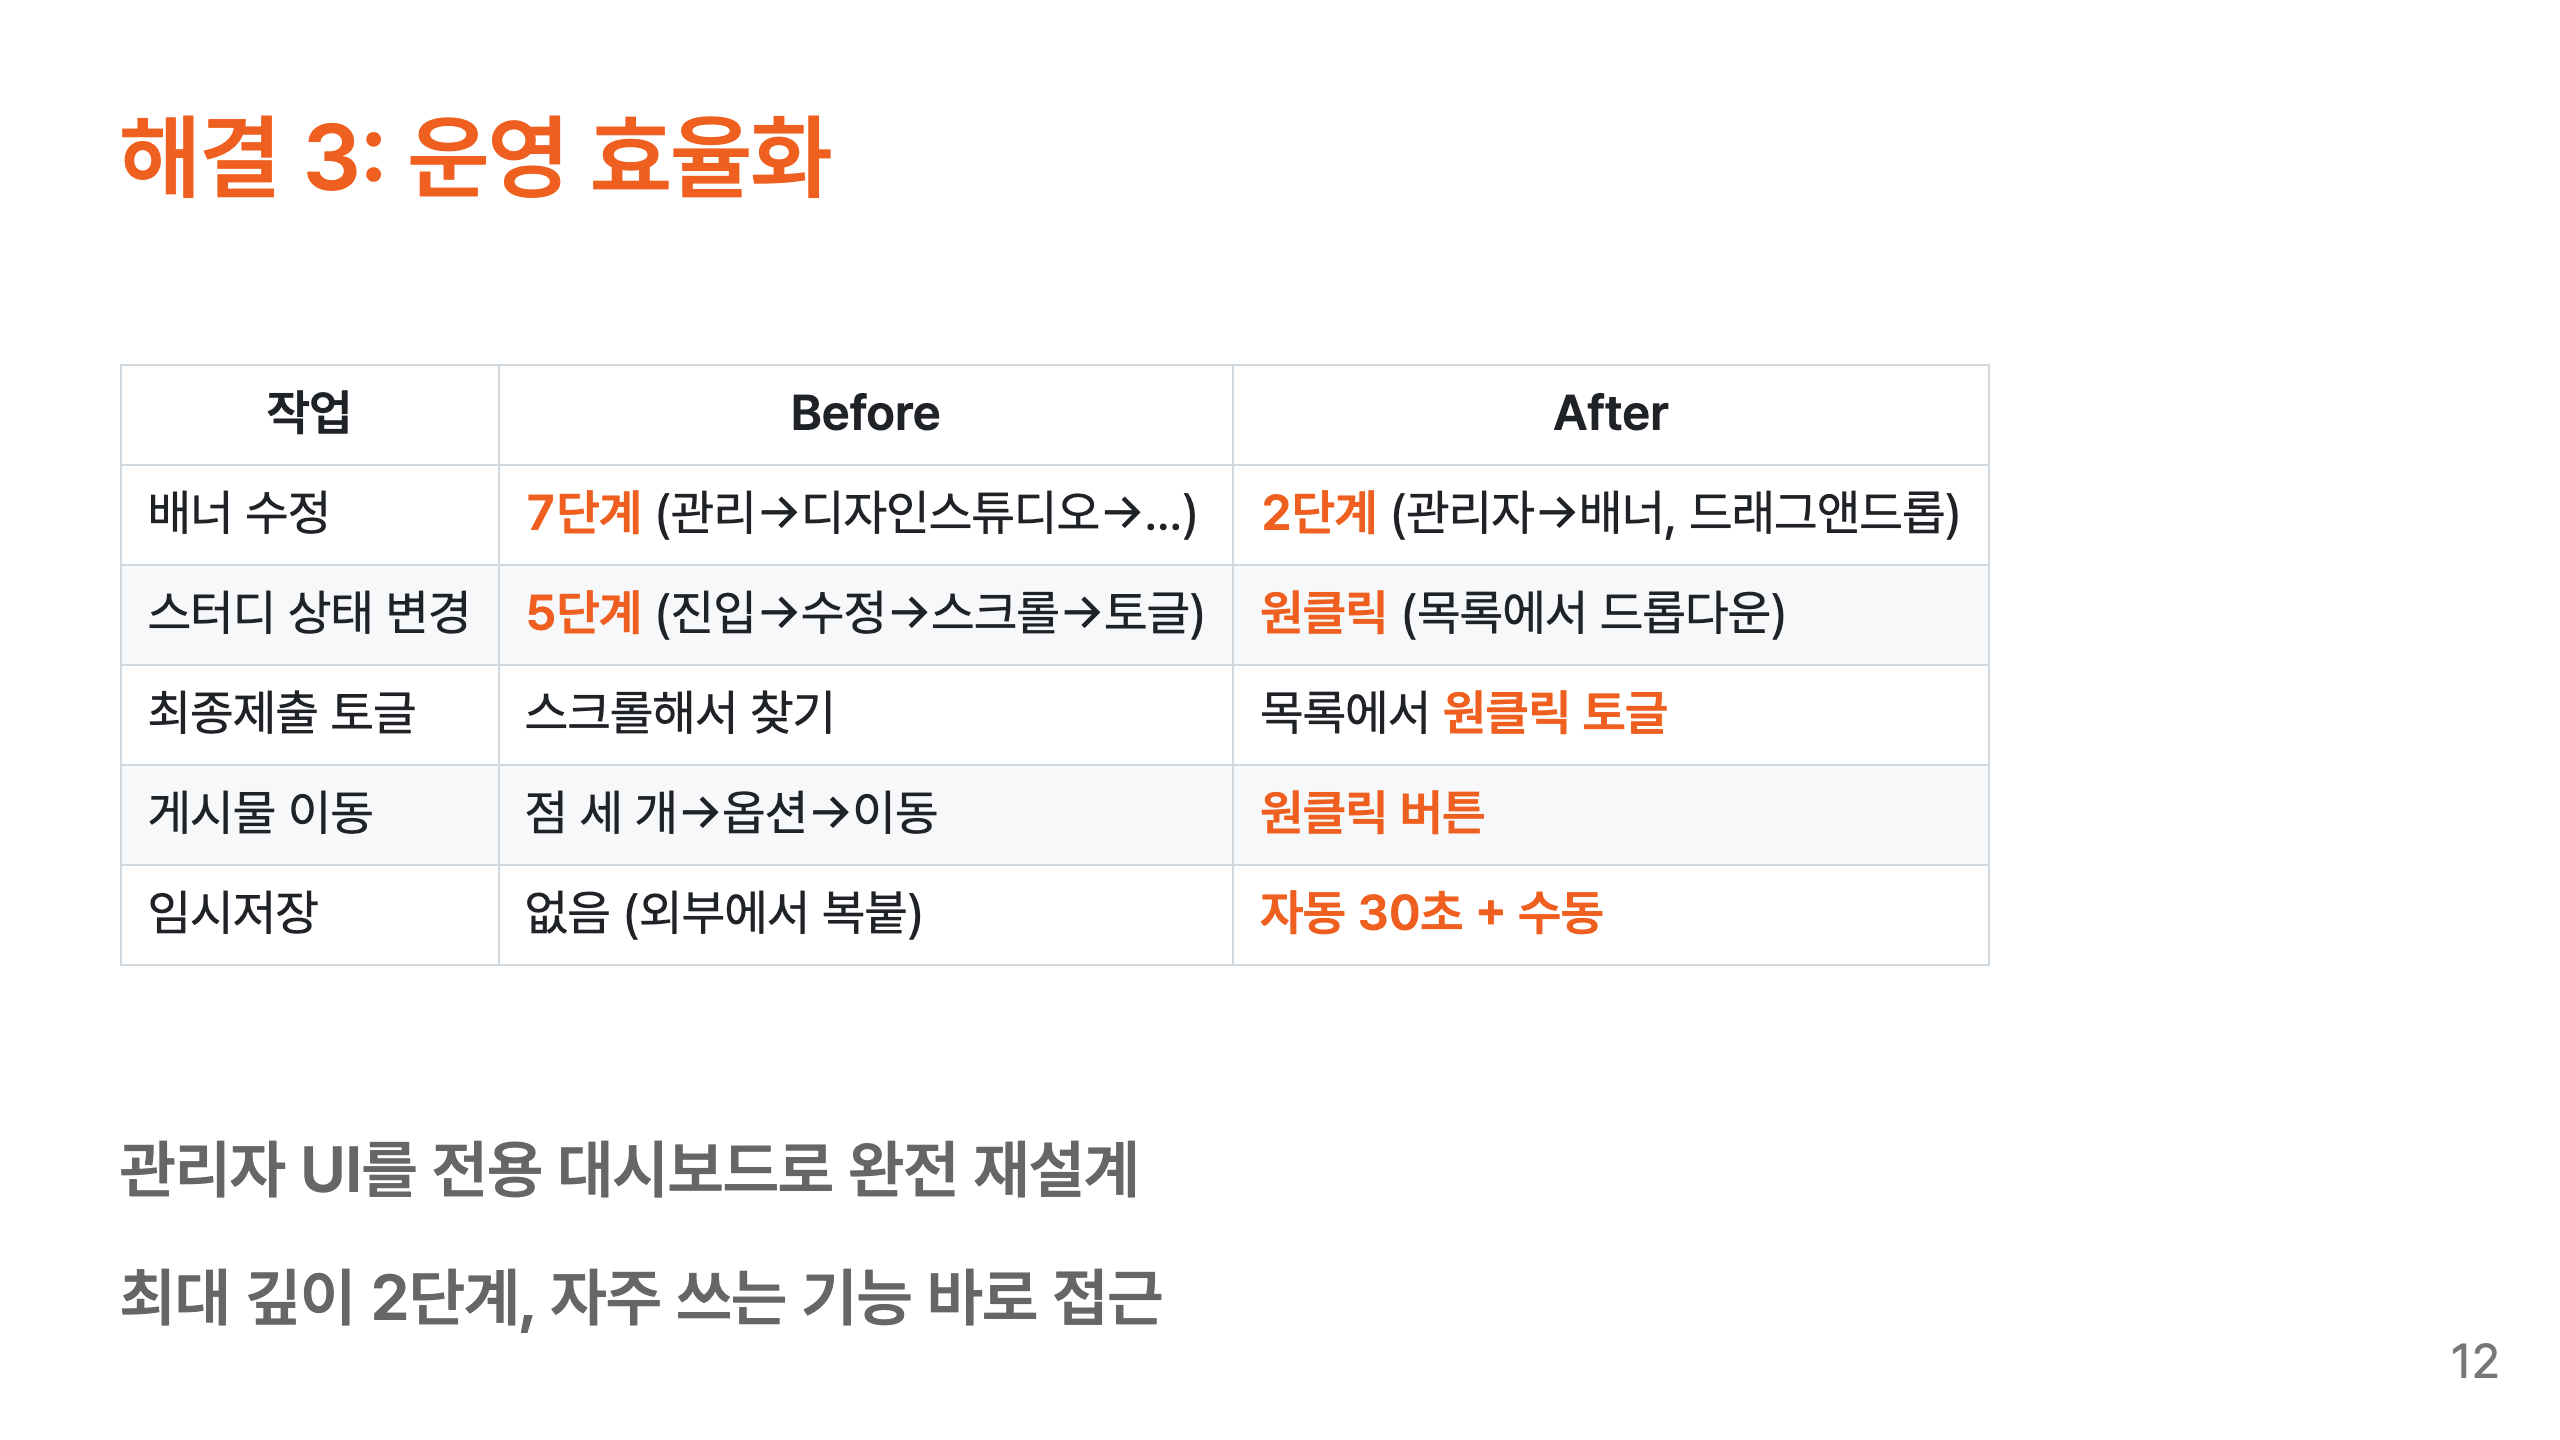 해결 3: 운영 효율화
작업 Before After
배너 수정 7단계 (관리→디자인스튜디오→...) 2단계 (관리자→배너, 드래그앤드롭)
스터디 상태 변경 5단계 (진입→수정→스크롤→토글) 원클릭 (목록에서 드롭다운)
최종제출 토글 스크롤해서 찾기 목록에서 원클릭 토글
게시물 이동 점 세 개→옵션→이동 원클릭 버튼
임시저장 없음 (외부에서 복붙) 자동 30초 + 수동
관리자 UI를 전용 대시보드로 완전 재설계
최대 깊이 2단계, 자주 쓰는 기능 바로 접근
12